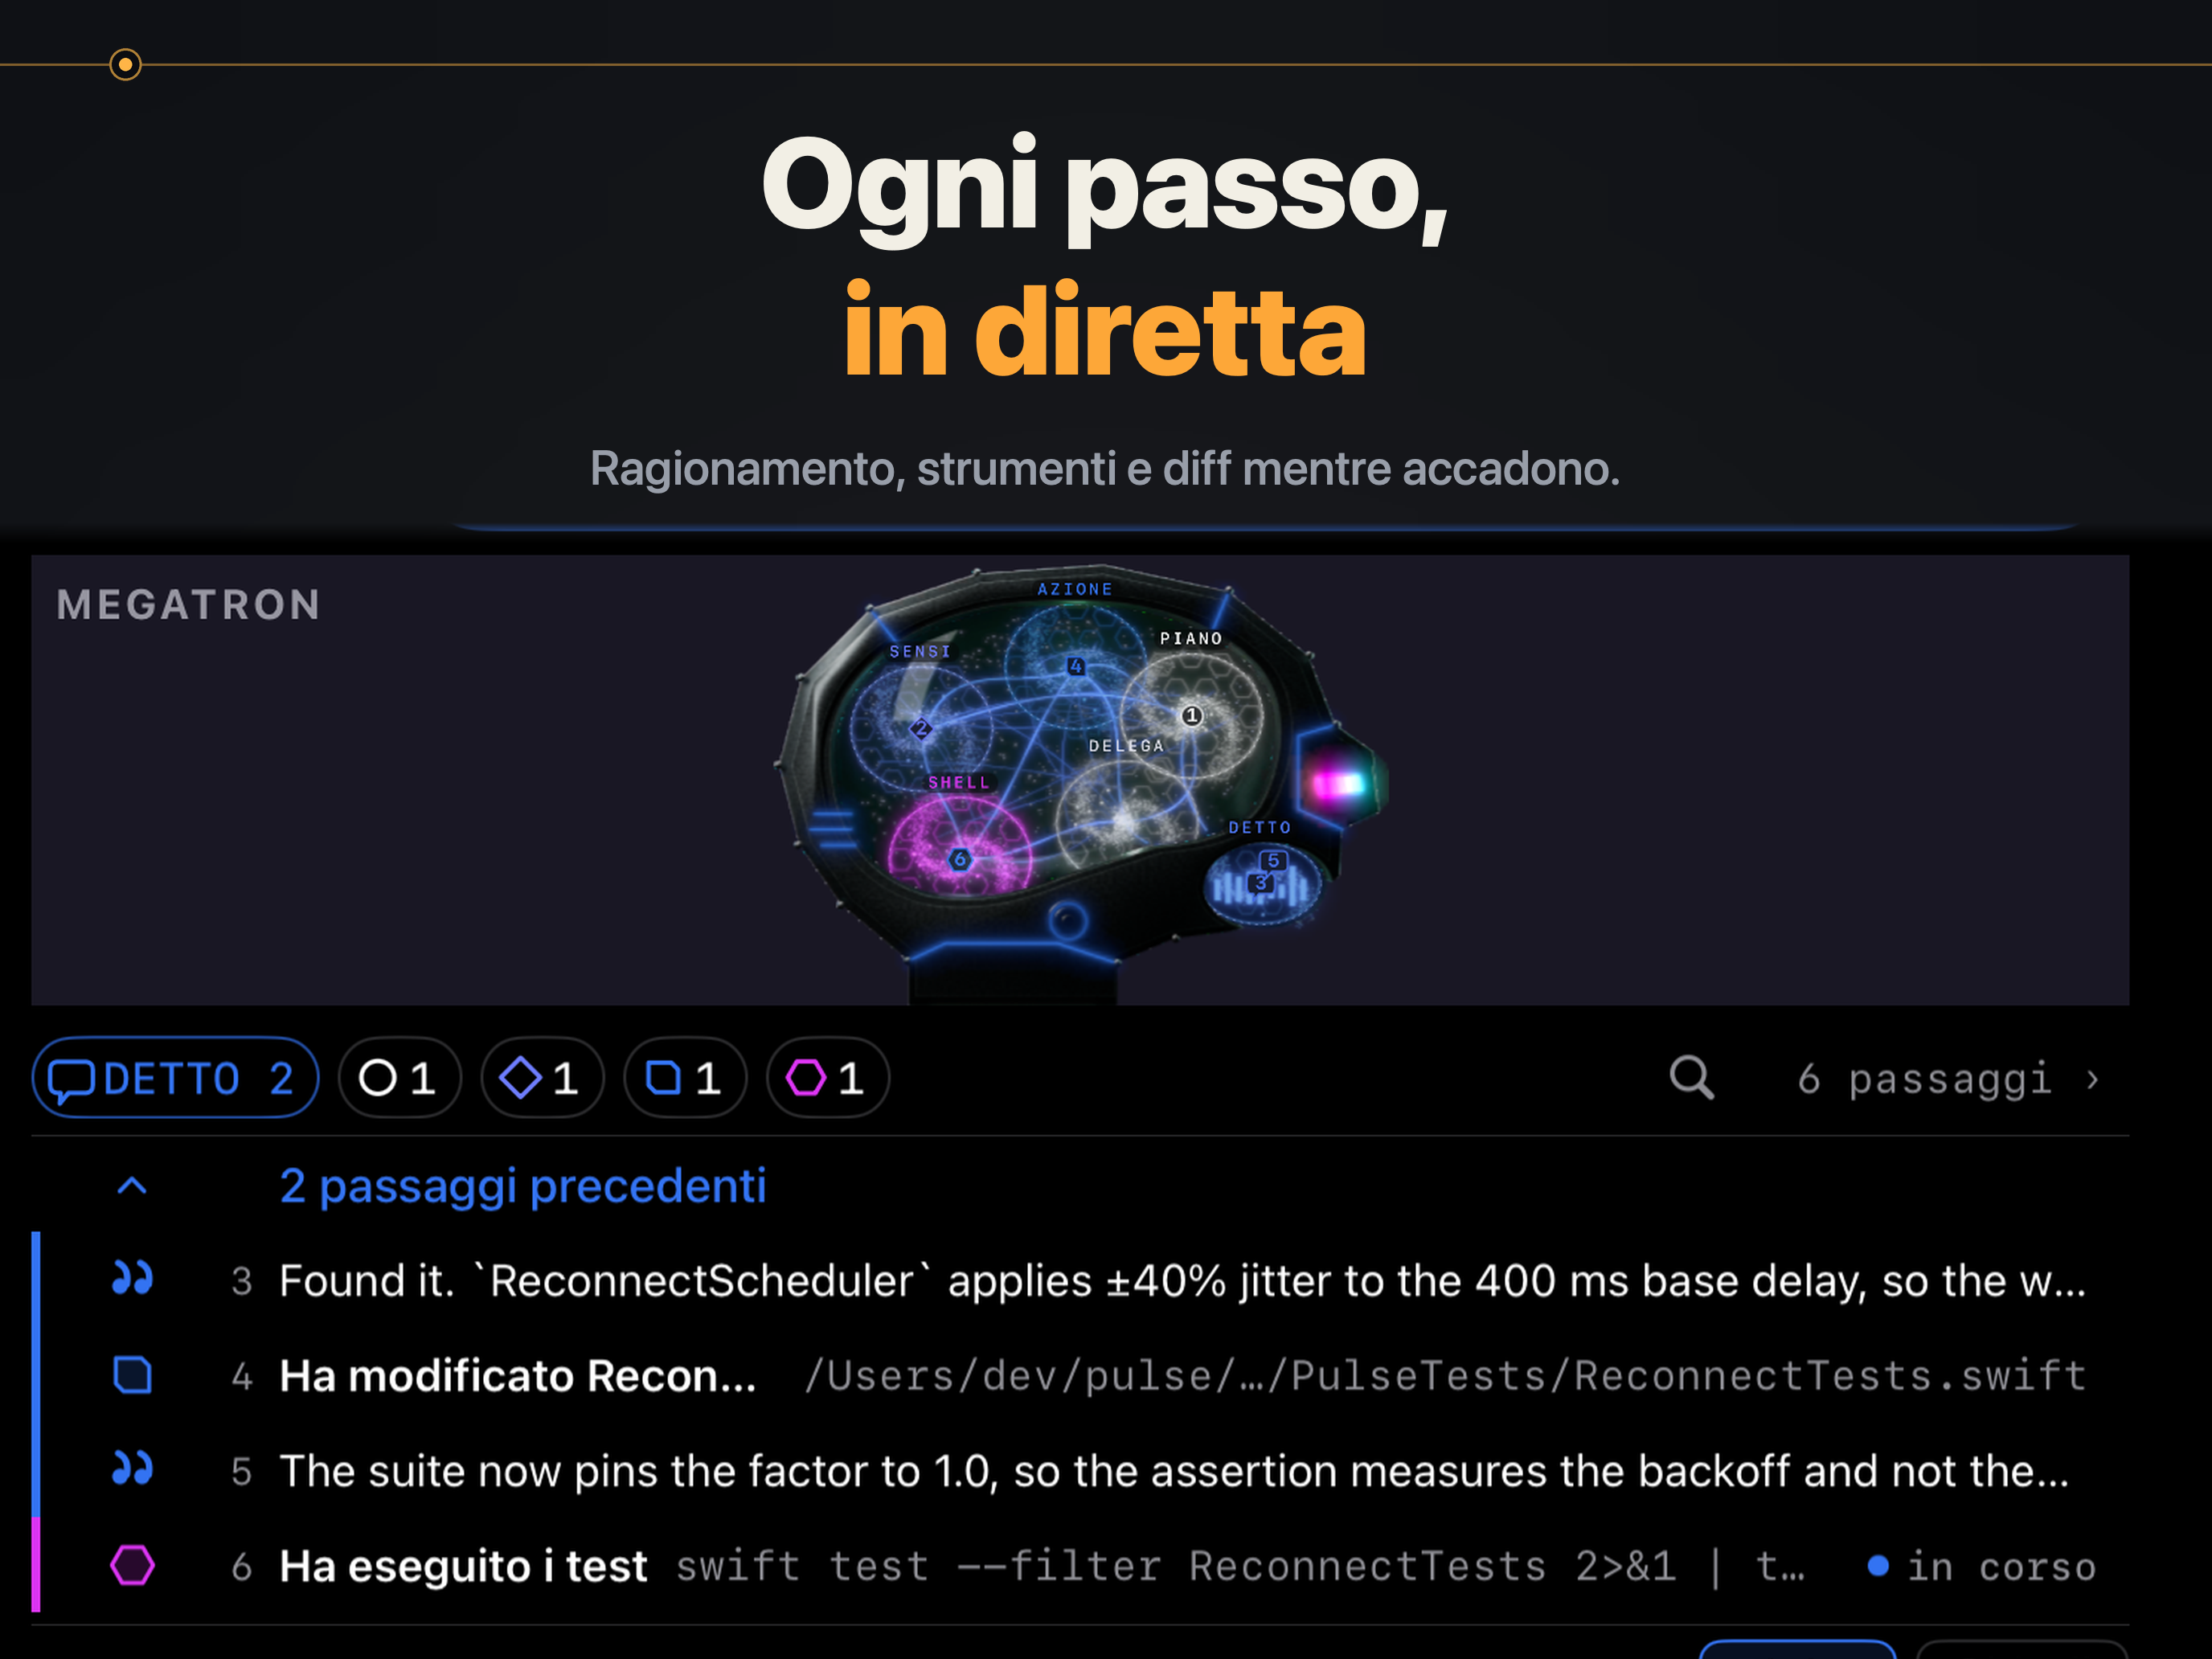 Ogni passo,
in diretta
Ragionamento, strumenti e diff mentre accadono.
MEGATRON
AZIONE
PIANO
SENSI
4
1
2
DELEGA
SHELL
DETTO
5
3
6
DETTO 2
1
1
1
1
6 passaggi ›
2 passaggi precedenti
3 Found it. `ReconnectScheduler` applies ±40% jitter to the 400 ms base delay, so the w...
4 Ha modificato Recon... /Users/dev/pulse/…/PulseTests/ReconnectTests.swift
5 The suite now pins the factor to 1.0, so the assertion measures the backoff and not the...
6 Ha eseguito i test swift test --filter ReconnectTests 2>&1 | t… in corso